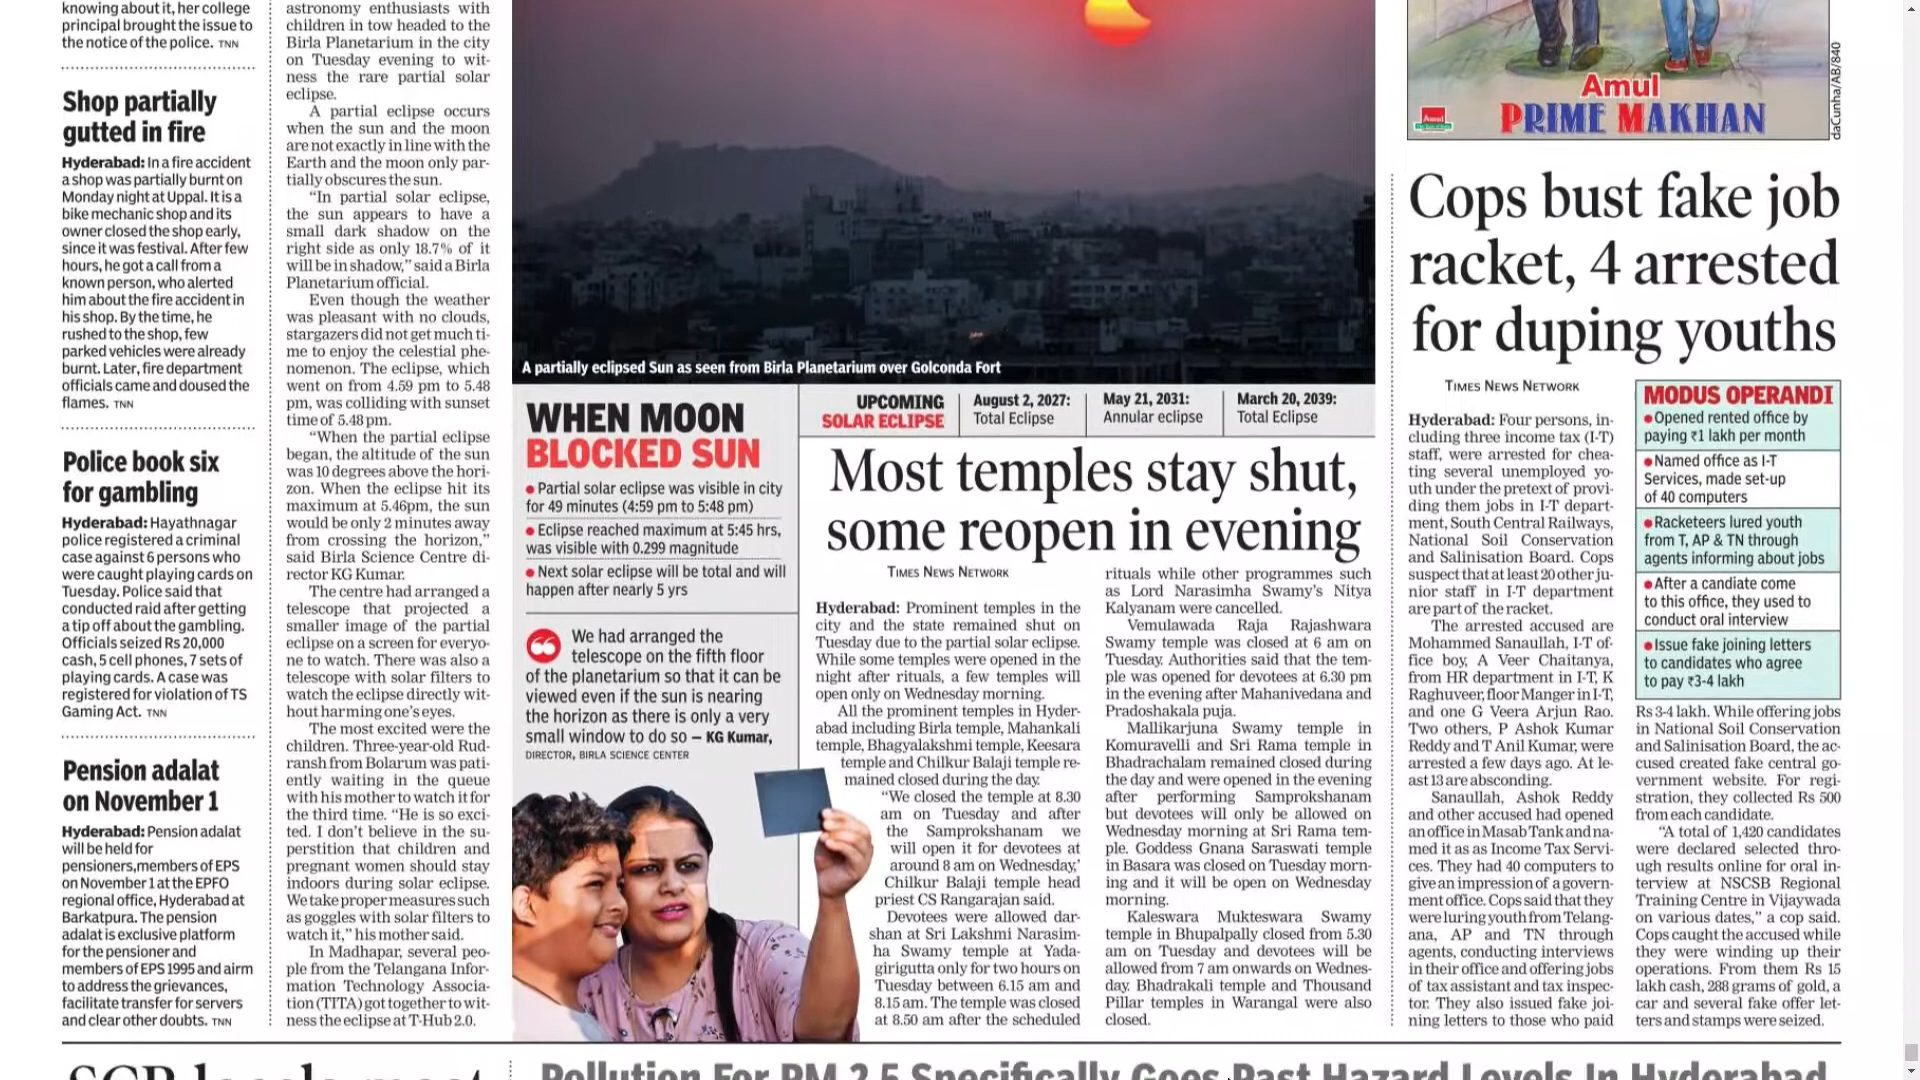 knowing about it, her college
principal brought the issue to
the notice of the police. TNN
Shop partially
gutted in fire
Hyderabad: In a fire accident
a shop was partially burnt on
Monday night at Uppal. It is a
bike mechanic shop and its
owner closed the shop early,
since it was festival. After few
hours, he got a call from a
known person, who alerted
him about the fire accident in
his shop. By the time, he
rushed to the shop, few
parked vehicles were already
burnt. Later, fire department
officials came and doused the
flames. TNN
Police book six
for gambling
Hyderabad: Hayathnagar
police registered a criminal
case against 6 persons who
were caught playing cards on
Tuesday. Police said that
conducted raid after getting
a tip off about the gambling.
Officials seized Rs 20,000
cash, 5 cell phones, 7 sets of
playing cards. A case was
registered for violation of TS
Gaming Act. TNN
Pension adalat
on November 1
Hyderabad: Pension adalat
will be held for
pensioners,members of EPS
on November 1 at the EPFO
regional office, Hyderabad at
Barkatpura. The pension
adalat is exclusive platform
for the pensioner and
members of EPS 1995 and airm
to address the grievances,
facilitate transfer for servers
and clear other doubts. TNN
astronomy enthusiasts with
children in tow headed to the
Birla Planetarium in the city
on Tuesday evening to wit-
ness the rare partial solar
eclipse.
A partial eclipse occurs
when the sun and the moon
are not exactly in line with the
Earth and the moon only par-
tially obscures the sun.
"In partial solar eclipse,
the sun appears to have a
small dark shadow on the
right side as only 18.7% of it
will be in shadow," said a Birla
Planetarium official.
Even though the weather
was pleasant with no clouds,
stargazers did not get much ti-
me to enjoy the celestial phe-
nomenon. The eclipse, which
went on from 4.59 pm to 5.48
pm, was colliding with sunset
time of 5.48 pm.
"When the partial eclipse
began, the altitude of the sun
was 10 degrees above the hori-
zon. When the eclipse hit its
maximum at 5.46pm, the sun
would be only 2 minutes away
from crossing the horizon,"
said Birla Science Centre di-
rector KG Kumar.
The centre had arranged a
telescope that projected a
smaller image of the partial
eclipse on a screen for everyo-
ne to watch. There was also a
telescope with solar filters to
watch the eclipse directly wit-
hout harming one's eyes.
The most excited were the
children. Three-year-old Rud-
ransh from Bolarum was pati-
ently waiting in the queue
with his mother to watch it for
the third time. "He is so exci-
ted. I don't believe in the su-
perstition that children and
pregnant women should stay
indoors during solar eclipse.
We take proper measures such
as goggles with solar filters to
watch it," his mother said.
In Madhapar, several peo-
ple from the Telangana Infor-
mation Technology Associa-
tion (TITA) got together to wit-
ness the eclipse at T-Hub 2.0.
A partially eclipsed Sun as seen from Birla Planetarium over Golconda Fort
WHEN MOON
BLOCKED SUN
● Partial solar eclipse was visible in city
for 49 minutes (4:59 pm to 5:48 pm)
● Eclipse reached maximum at 5:45 hrs,
was visible with 0.299 magnitude
● Next solar eclipse will be total and will
happen after nearly 5 yrs
We had arranged the
telescope on the fifth floor
of the planetarium so that it can be
viewed even if the sun is nearing
the horizon as there is only a very
small window to do so — KG Kumar,
DIRECTOR, BIRLA SCIENCE CENTER
UPCOMING
SOLAR ECLIPSE
August 2, 2027:
Total Eclipse
May 21, 2031:
Annular eclipse
March 20, 2039:
Total Eclipse
Most temples stay shut,
some reopen in evening
TIMES NEWS NETWORK
Hyderabad: Prominent temples in the
city and the state remained shut on
Tuesday due to the partial solar eclipse.
While some temples were opened in the
night after rituals, a few temples will
open only on Wednesday morning.
All the prominent temples in Hyder-
abad including Birla temple, Mahankali
temple, Bhagyalakshmi temple, Keesara
temple and Chilkur Balaji temple re-
mained closed during the day.
"We closed the temple at 8.30
am on Tuesday and after
the Samprokshanam we
will open it for devotees at
around 8 am on Wednesday,'
Chilkur Balaji temple head
priest CS Rangarajan said.
Devotees were allowed dar-
shan at Sri Lakshmi Narasim-
ha Swamy temple at Yada-
girigutta only for two hours on
Tuesday between 6.15 am and
8.15 am. The temple was closed
at 8.50 am after the scheduled
rituals while other programmes such
as Lord Narasimha Swamy's Nitya
Kalyanam were cancelled.
Vemulawada Raja Rajashwara
Swamy temple was closed at 6 am on
Tuesday. Authorities said that the tem-
ple was opened for devotees at 6.30 pm
in the evening after Mahanivedana and
Pradoshakala puja.
Mallikarjuna Swamy temple in
Komuravelli and Sri Rama temple in
Bhadrachalam remained closed during
the day and were opened in the evening
after performing Samprokshanam
but devotees will only be allowed on
Wednesday morning at Sri Rama tem-
ple. Goddess Gnana Saraswati temple
in Basara was closed on Tuesday morn-
ing and it will be open on Wednesday
morning.
Kaleswara Mukteswara Swamy
temple in Bhupalpally closed from 5.30
am on Tuesday and devotees will be
allowed from 7 am onwards on Wednes-
day. Bhadrakali temple and Thousand
Pillar temples in Warangal were also
closed.
Amul
PRIME MAKHAN
Amul
daCunha/AB/840
Cops bust fake job
racket, 4 arrested
for duping youths
TIMES NEWS NETWORK
Hyderabad: Four persons, in-
cluding three income tax (I-T)
staff, were arrested for chea-
ting several unemployed yo-
uth under the pretext of provi-
ding them jobs in I-T depart-
ment, South Central Railways,
National Soil Conservation
and Salinisation Board. Cops
suspect that at least 20 other ju-
nior staff in I-T department
are part of the racket.
The arrested accused are
Mohammed Sanaullah, I-T of-
fice boy, A Veer Chaitanya,
from HR department in I-T, K
Raghuveer, floor Manger in I-T,
and one G Veera Arjun Rao.
Two others, P Ashok Kumar
Reddy and T Anil Kumar, were
arrested a few days ago. At le-
ast 13 are absconding.
Sanaullah, Ashok Reddy
and other accused had opened
an office in Masab Tank and na-
med it as as Income Tax Servi-
ces. They had 40 computers to
give an impression of a govern-
ment office. Cops said that they
were luring youth from Telang-
ana, AP and TN through
agents, conducting interviews
in their office and offering jobs
of tax assistant and tax inspec-
tor. They also issued fake joi-
ning letters to those who paid
MODUS OPERANDI
● Opened rented office by
paying ₹1 lakh per month
● Named office as I-T
Services, made set-up
of 40 computers
● Racketeers lured youth
from T, AP & TN through
agents informing about jobs
● After a candiate come
to this office, they used to
conduct oral interview
● Issue fake joining letters
to candidates who agree
to pay ₹3-4 lakh
Rs 3-4 lakh. While offering jobs
in National Soil Conservation
and Salinisation Board, the ac-
cused created fake central go-
vernment website. For regi-
stration, they collected Rs 500
from each candidate.
"A total of 1,420 candidates
were declared selected thro-
ugh results online for oral in-
terview at NSCSB Regional
Training Centre in Vijaywada
on various dates," a cop said.
Cops caught the accused while
they were winding up their
operations. From them Rs 15
lakh cash, 288 grams of gold, a
car and several fake offer let-
ters and stamps were seized.
Pollution For PM 2.5 Specifically Goes Past Hazard Levels In Hyderabad